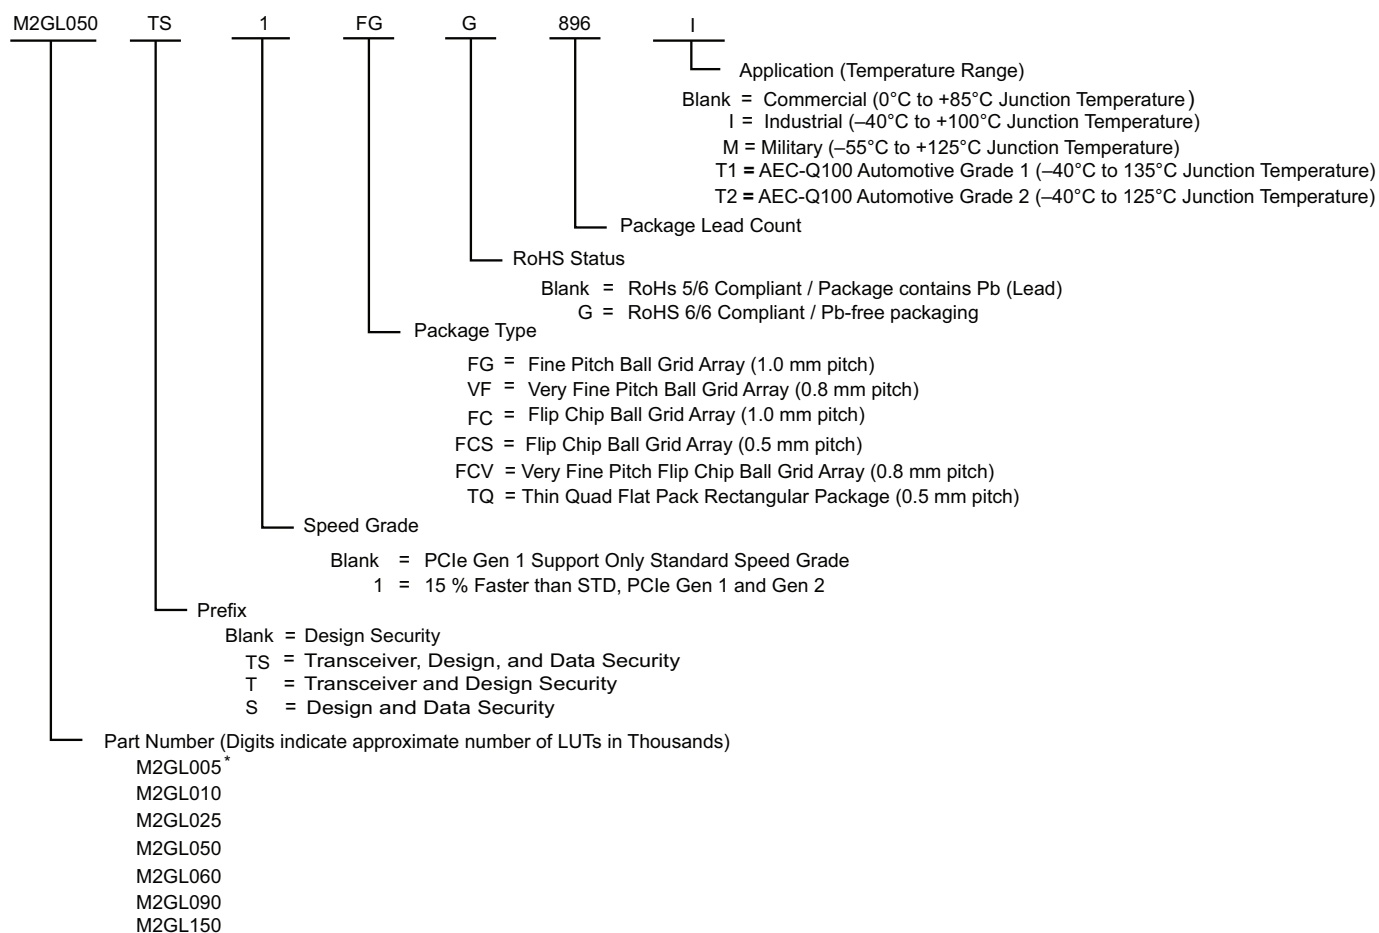 M2GL050 TS 1 FG G 896 I
Application (Temperature Range)
Blank = Commercial (0°C to +85°C Junction Temperature)
I = Industrial (–40°C to +100°C Junction Temperature)
M = Military (–55°C to +125°C Junction Temperature)
T1 = AEC-Q100 Automotive Grade 1 (–40°C to 135°C Junction Temperature)
T2 = AEC-Q100 Automotive Grade 2 (–40°C to 125°C Junction Temperature)
Package Lead Count
RoHS Status
Blank = RoHs 5/6 Compliant / Package contains Pb (Lead)
G = RoHS 6/6 Compliant / Pb-free packaging
Package Type
FG = Fine Pitch Ball Grid Array (1.0 mm pitch)
VF = Very Fine Pitch Ball Grid Array (0.8 mm pitch)
FC = Flip Chip Ball Grid Array (1.0 mm pitch)
FCS = Flip Chip Ball Grid Array (0.5 mm pitch)
FCV = Very Fine Pitch Flip Chip Ball Grid Array (0.8 mm pitch)
TQ = Thin Quad Flat Pack Rectangular Package (0.5 mm pitch)
Speed Grade
Blank = PCIe Gen 1 Support Only Standard Speed Grade
1 = 15 % Faster than STD, PCIe Gen 1 and Gen 2
Prefix
Blank = Design Security
TS = Transceiver, Design, and Data Security
T = Transceiver and Design Security
S = Design and Data Security
Part Number (Digits indicate approximate number of LUTs in Thousands)
M2GL005*
M2GL010
M2GL025
M2GL050
M2GL060
M2GL090
M2GL150